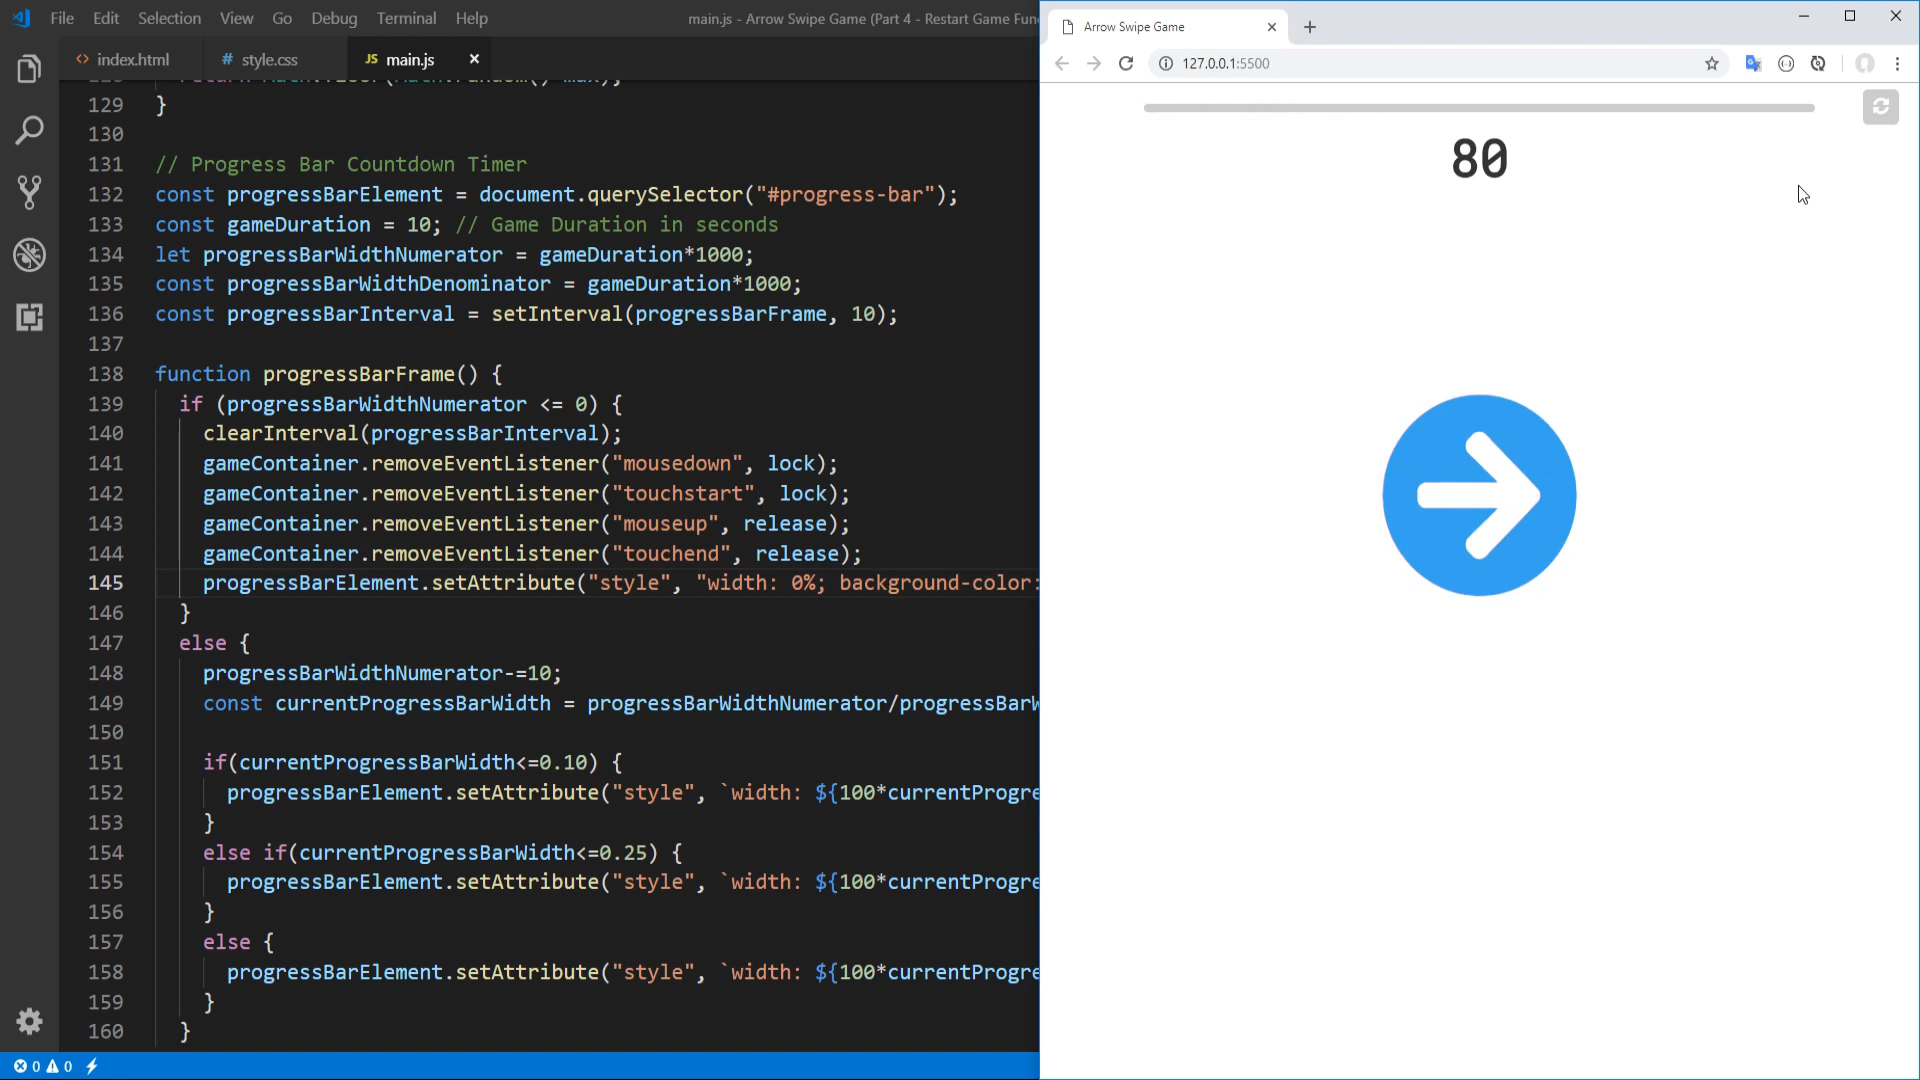 File Edit Selection View Go Debug Terminal Help
main.js - Arrow Swipe Game (Part 4 - Restart Game Fun
index.html
style.css
JS main.js
129 }
130
131 // Progress Bar Countdown Timer
132 const progressBarElement = document.querySelector("#progress-bar");
133 const gameDuration = 10; // Game Duration in seconds
134 let progressBarWidthNumerator = gameDuration*1000;
135 const progressBarWidthDenominator = gameDuration*1000;
136 const progressBarInterval = setInterval(progressBarFrame, 10);
137
138 function progressBarFrame() {
139 if (progressBarWidthNumerator <= 0) {
140 clearInterval(progressBarInterval);
141 gameContainer.removeEventListener("mousedown", lock);
142 gameContainer.removeEventListener("touchstart", lock);
143 gameContainer.removeEventListener("mouseup", release);
144 gameContainer.removeEventListener("touchend", release);
145 progressBarElement.setAttribute("style", "width: 0%; background-color:
146 }
147 else {
148 progressBarWidthNumerator-=10;
149 const currentProgressBarWidth = progressBarWidthNumerator/progressBarW
150
151 if(currentProgressBarWidth<=0.10) {
152 progressBarElement.setAttribute("style", `width: ${100*currentProgre
153 }
154 else if(currentProgressBarWidth<=0.25) {
155 progressBarElement.setAttribute("style", `width: ${100*currentProgre
156 }
157 else {
158 progressBarElement.setAttribute("style", `width: ${100*currentProgre
159 }
160 }
0 0
Arrow Swipe Game
127.0.0.1:5500
80